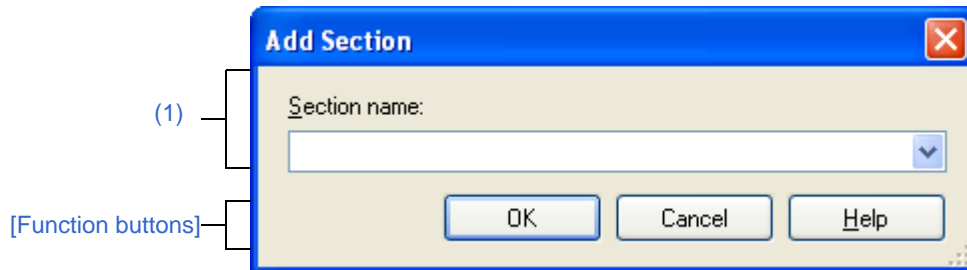 Add Section
(1)
Section name:
[Function buttons]
OK
Cancel
Help